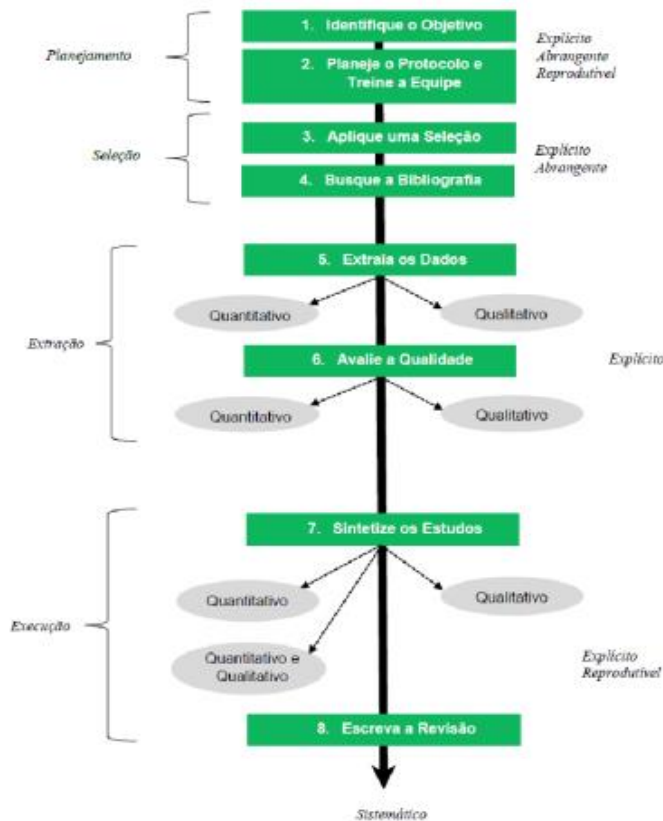 Planejamento
1. Identifique o Objetivo
2. Planeje o Protocolo e
Treine a Equipe
Explícito
Abrangente
Reprodutível
Seleção
3. Aplique uma Seleção
4. Busque a Bibliografia
Explícito
Abrangente
Extração
5. Extraia os Dados
Quantitativo
Qualitativo
6. Avalie a Qualidade
Quantitativo
Qualitativo
Explícito
Execução
7. Sintetize os Estudos
Quantitativo
Qualitativo
Quantitativo e
Qualitativo
Explícito
Reprodutível
8. Escreva a Revisão
Sistemático